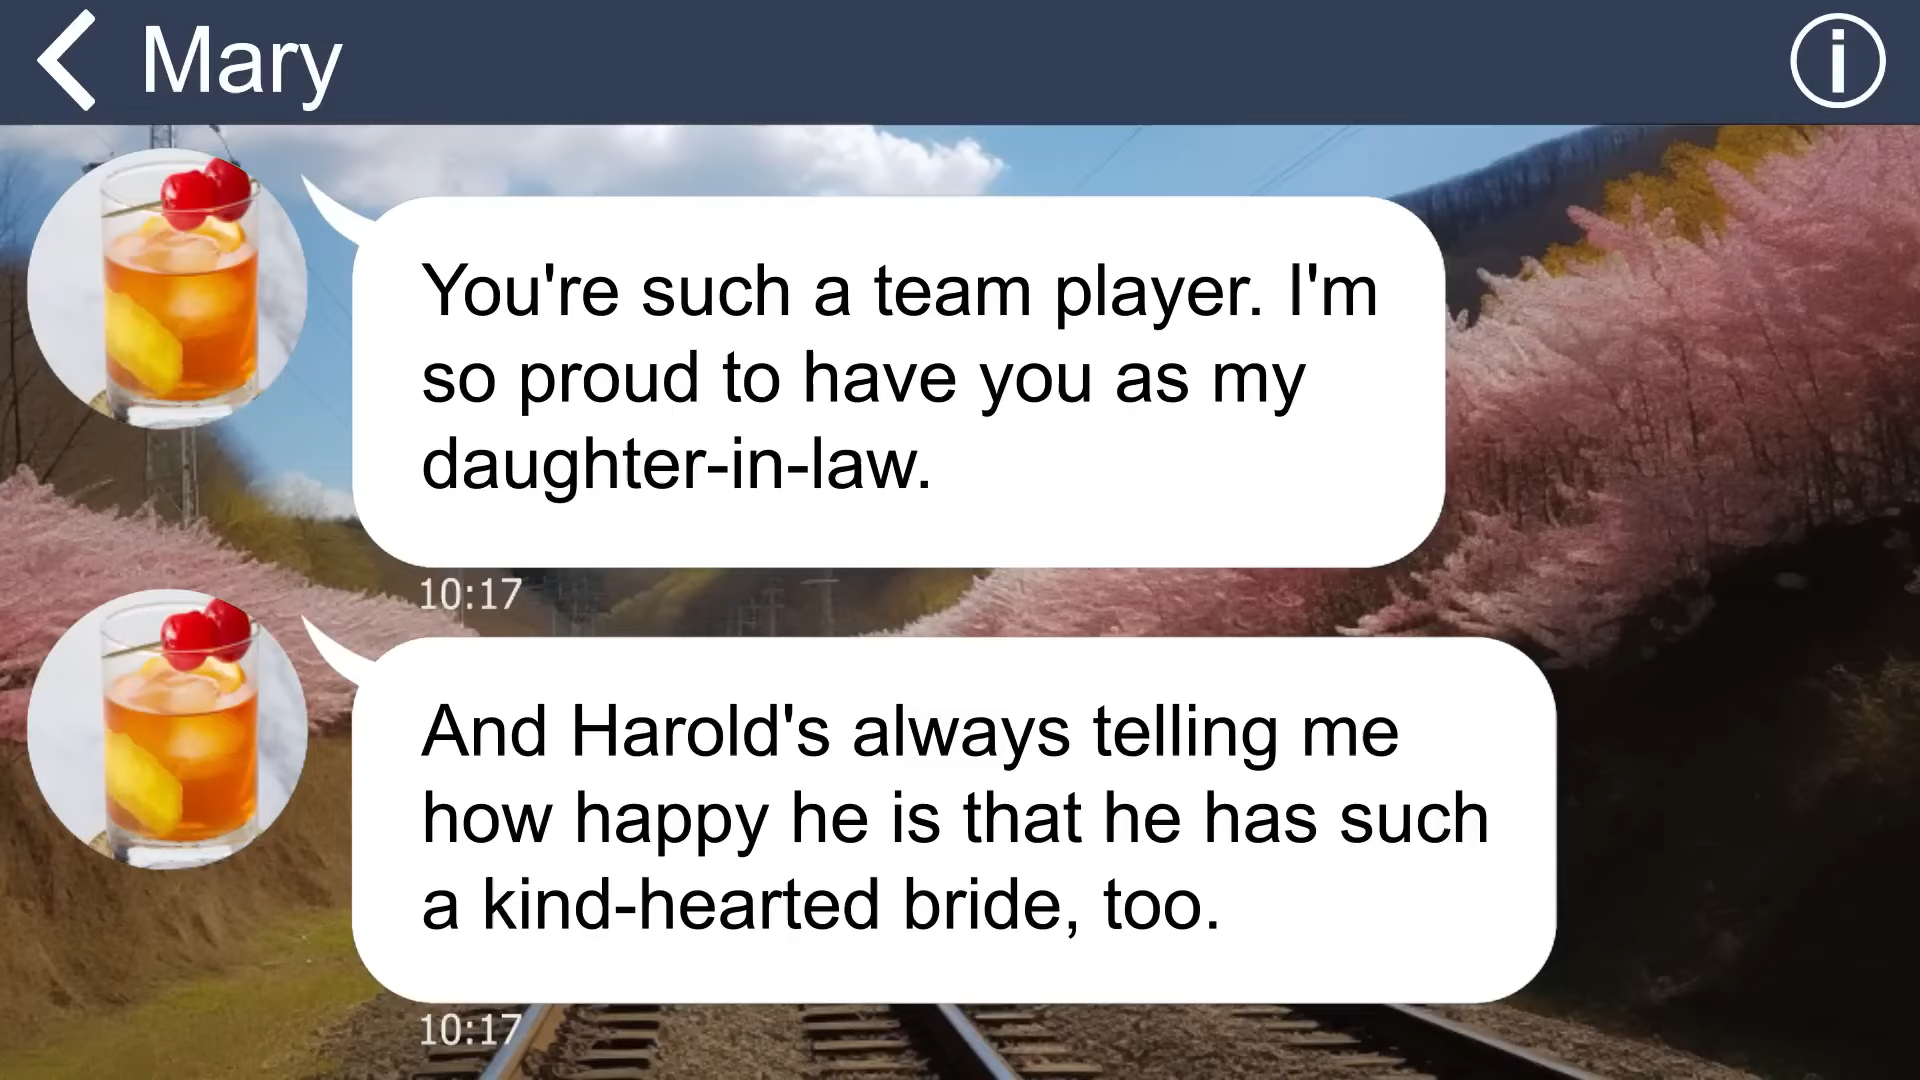 Mary
You're such a team player. I'm
so proud to have you as my
daughter-in-law.
10:17
And Harold's always telling me
how happy he is that he has such
a kind-hearted bride, too.
10:17